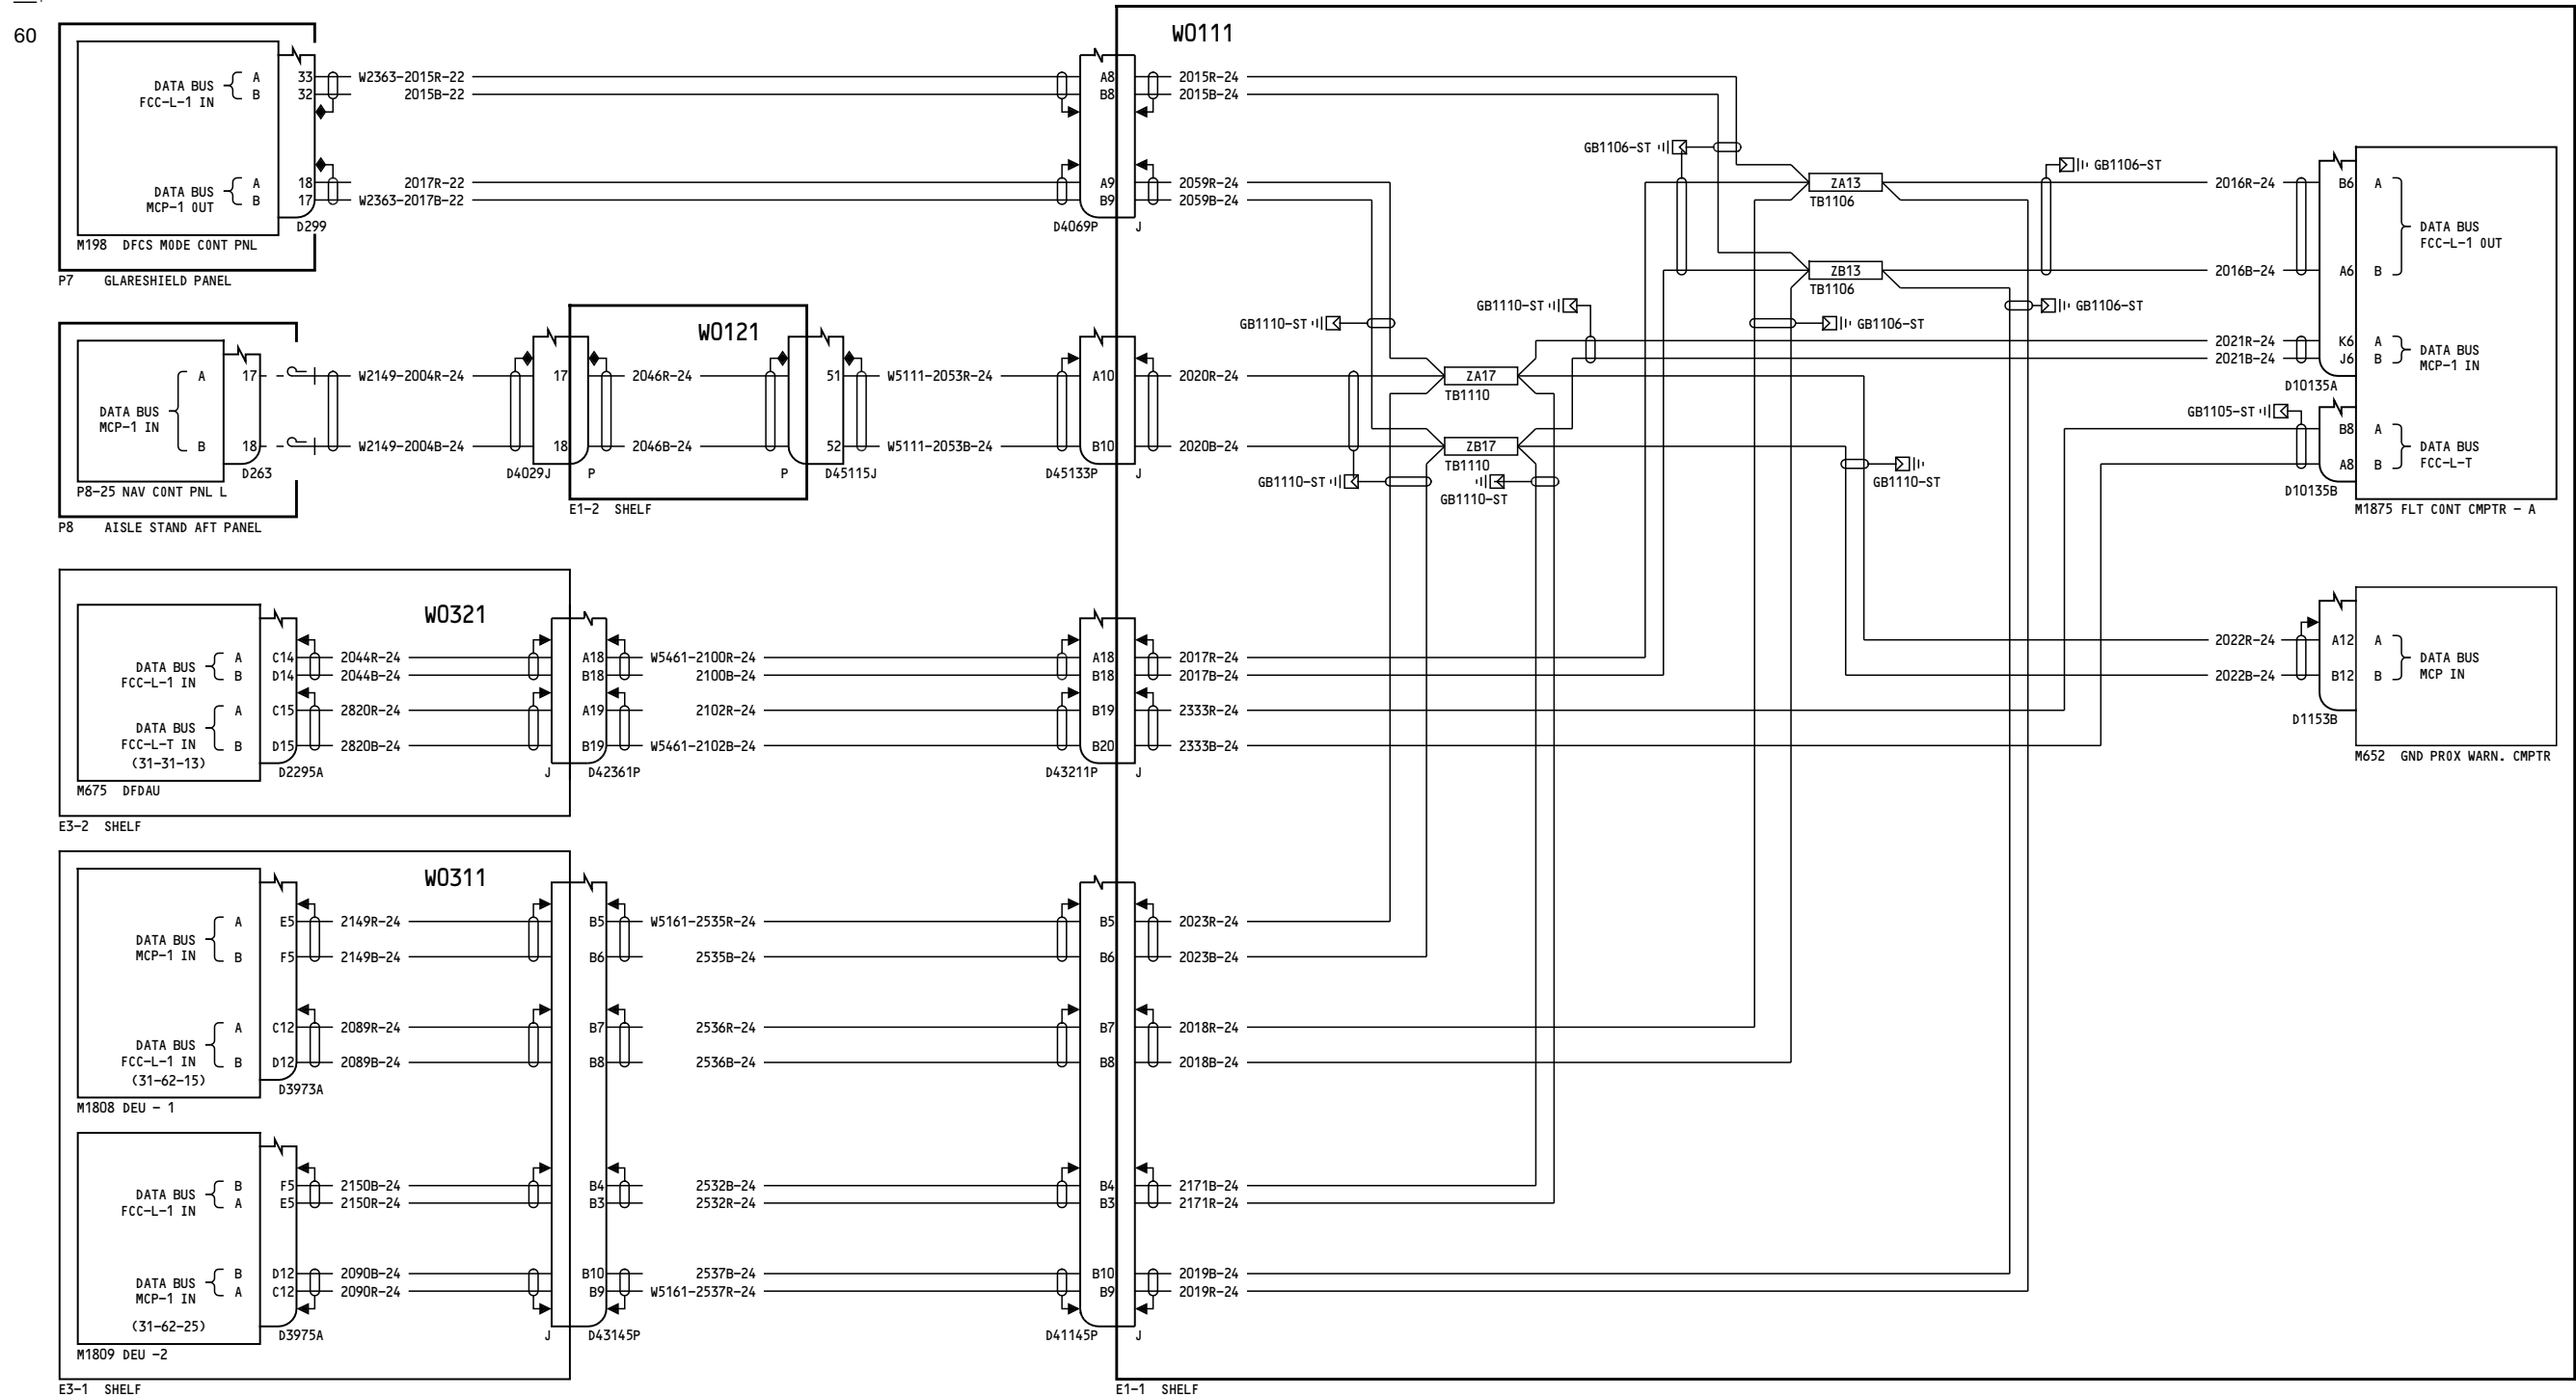 60
W0111
DATA BUS
FCC-L-1 IN
A 33 W2363-2015R-22 A8 2015R-24
B 32 2015B-22 B8 2015B-24
DATA BUS
MCP-1 OUT
A 18 2017R-22 A9 2059R-24
B 17 W2363-2017B-22 B9 2059B-24
D299 D4069P J
M198 DFCS MODE CONT PNL
P7 GLARESHIELD PANEL
GB1106-ST
ZA13
TB1106
GB1106-ST
2016R-24 B6 A
DATA BUS
FCC-L-1 OUT
ZB13
TB1106
2016B-24 A6 B
GB1110-ST
GB1110-ST
GB1106-ST
GB1106-ST
2021R-24 K6 A
2021B-24 J6 B
DATA BUS
MCP-1 IN
D10135A
W0121
DATA BUS
MCP-1 IN
A 17 W2149-2004R-24 17 2046R-24 51 W5111-2053R-24 A10 2020R-24
ZA17
TB1110
B 18 W2149-2004B-24 18 2046B-24 52 W5111-2053B-24 B10 2020B-24
ZB17
TB1110
D263 D4029J P P D45115J D45133P J
P8-25 NAV CONT PNL L
P8 AISLE STAND AFT PANEL
E1-2 SHELF
GB1110-ST
GB1110-ST
GB1110-ST
GB1105-ST
B8 A
A8 B
DATA BUS
FCC-L-T
D10135B
M1875 FLT CONT CMPTR - A
W0321
DATA BUS
FCC-L-1 IN
A C14 2044R-24 A18 W5461-2100R-24 A18 2017R-24
B D14 2044B-24 B18 2100B-24 B18 2017B-24
DATA BUS
FCC-L-T IN
(31-31-13)
A C15 2820R-24 A19 2102R-24 B19 2333R-24
B D15 2820B-24 B19 W5461-2102B-24 B20 2333B-24
D2295A J D42361P D43211P J
M675 DFDAU
E3-2 SHELF
2022R-24 A12 A
2022B-24 B12 B
DATA BUS
MCP IN
D1153B
M652 GND PROX WARN. CMPTR
W0311
DATA BUS
MCP-1 IN
A E5 2149R-24 B5 W5161-2535R-24 B5 2023R-24
B F5 2149B-24 B6 2535B-24 B6 2023B-24
DATA BUS
FCC-L-1 IN
(31-62-15)
A C12 2089R-24 B7 2536R-24 B7 2018R-24
B D12 2089B-24 B8 2536B-24 B8 2018B-24
D3973A
M1808 DEU - 1
DATA BUS
FCC-L-1 IN
B F5 2150B-24 B4 2532B-24 B4 2171B-24
A E5 2150R-24 B3 2532R-24 B3 2171R-24
DATA BUS
MCP-1 IN
(31-62-25)
B D12 2090B-24 B10 2537B-24 B10 2019B-24
A C12 2090R-24 B9 W5161-2537R-24 B9 2019R-24
D3975A J D43145P D41145P J
M1809 DEU -2
E3-1 SHELF
E1-1 SHELF